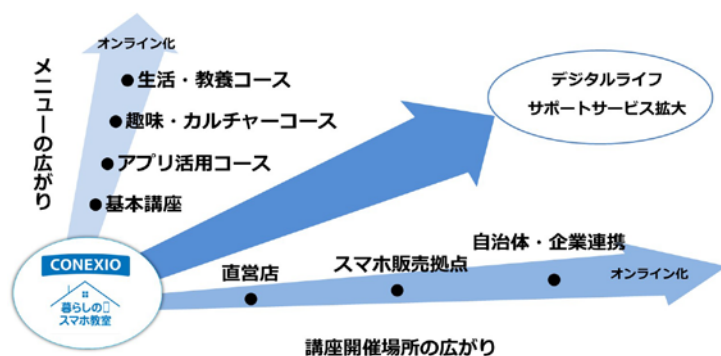 オンライン化
メニューの広がり
生活・教養コース
趣味・カルチャーコース
アプリ活用コース
基本講座
デジタルライフ
サポートサービス拡大
CONEXIO
暮らしの
スマホ教室
直営店
スマホ販売拠点
自治体・企業連携
オンライン化
講座開催場所の広がり